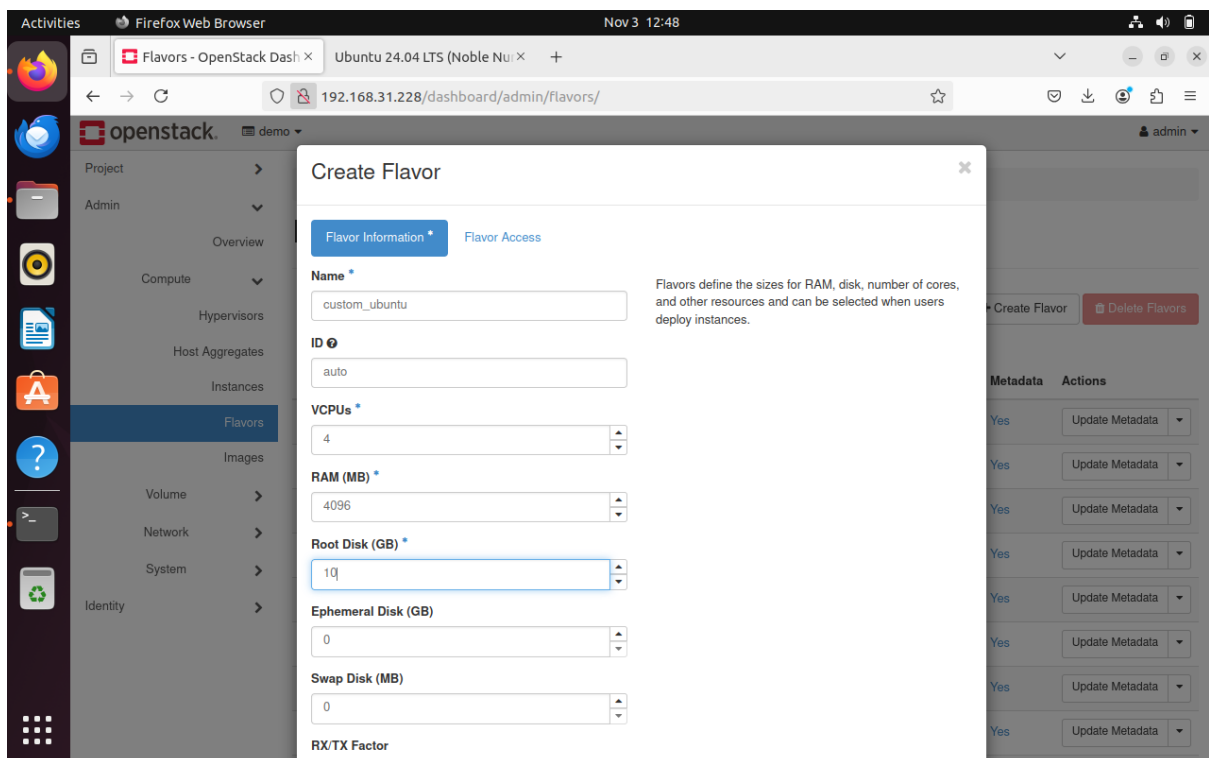 Activities
Firefox Web Browser
Nov 3 12:48
Flavors - OpenStack Dash
Ubuntu 24.04 LTS (Noble Nu
192.168.31.228/dashboard/admin/flavors/
openstack.
demo
admin
Project
Admin
Overview
Compute
Hypervisors
Host Aggregates
Instances
Flavors
Images
Volume
Network
System
Identity
Create Flavor
Flavor Information *
Flavor Access
Name *
custom_ubuntu
ID
auto
VCPUs *
4
RAM (MB) *
4096
Root Disk (GB) *
10
Ephemeral Disk (GB)
0
Swap Disk (MB)
0
RX/TX Factor
Flavors define the sizes for RAM, disk, number of cores,
and other resources and can be selected when users
deploy instances.
Create Flavor
Delete Flavors
Metadata
Actions
Yes
Update Metadata
Yes
Update Metadata
Yes
Update Metadata
Yes
Update Metadata
Yes
Update Metadata
Yes
Update Metadata
Yes
Update Metadata
Yes
Update Metadata